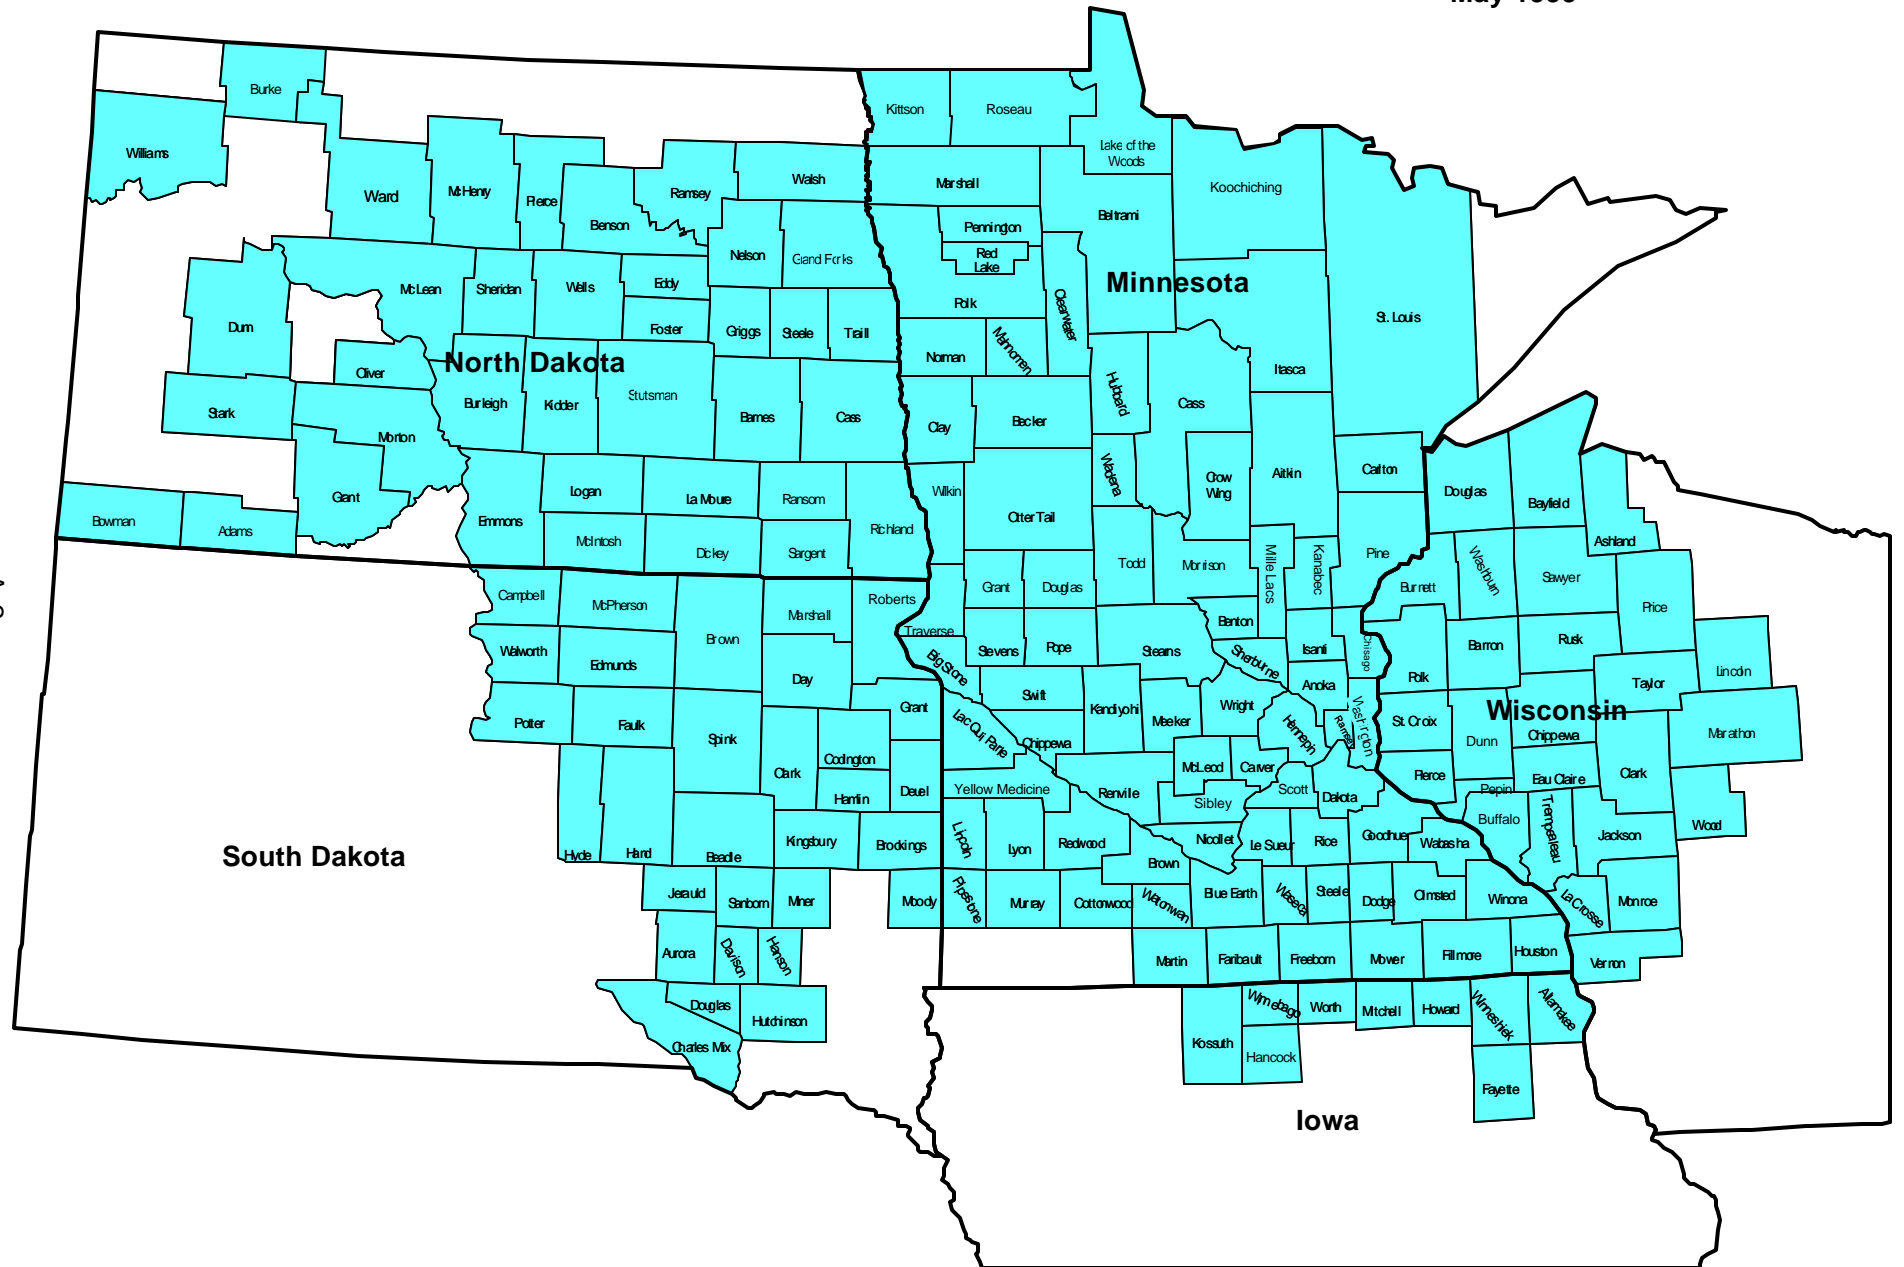 Burke
Williams
Ward
McHenry
Pierce
Benson
Ramsey
Walsh
Nelson
Grand Forks
McLean
Sheridan
Wells
Eddy
Foster
Griggs
Steele
Traill
Dunn
Oliver
North Dakota
Stark
Morton
Burleigh
Kidder
Stutsman
Barnes
Cass
Grant
Bowman
Adams
Emmons
Logan
La Moure
Ransom
Richland
McIntosh
Dickey
Sargent
Kittson
Roseau
Lake of the
Woods
Koochiching
Marshall
Beltrami
Pennington
Red
Lake
Minnesota
Clearwater
Polk
St. Louis
Norman
Mahnomen
Hubbard
Itasca
Cass
Clay
Becker
Wadena
Crow
Wing
Aitkin
Carlton
Wilkin
Otter Tail
Todd
Morrison
Mille Lacs
Kanabec
Pine
Grant
Douglas
Traverse
Stevens
Pope
Stearns
Benton
Isanti
Chisago
Big Stone
Sherburne
Anoka
Swift
Kandiyohi
Meeker
Wright
Hennepin
Ramsey
Washington
Lac Qui Parle
Chippewa
McLeod
Carver
Scott
Dakota
Yellow Medicine
Renville
Sibley
Lincoln
Lyon
Redwood
Nicollet
Le Sueur
Rice
Goodhue
Wabasha
Brown
Pipestone
Murray
Cottonwood
Watonwan
Blue Earth
Waseca
Steele
Dodge
Olmsted
Winona
Martin
Faribault
Freeborn
Mower
Fillmore
Houston
Douglas
Bayfield
Ashland
Burnett
Washburn
Sawyer
Price
Polk
Barron
Rusk
Lincoln
Taylor
St. Croix
Wisconsin
Dunn
Chippewa
Marathon
Pierce
Eau Claire
Clark
Pepin
Buffalo
Trempealeau
Jackson
Wood
La Crosse
Monroe
Vernon
Campbell
McPherson
Brown
Marshall
Roberts
Walworth
Edmunds
Day
Potter
Faulk
Spink
Grant
Clark
Codington
Hamlin
Deuel
South Dakota
Hyde
Hand
Beadle
Kingsbury
Brookings
Jerauld
Sanborn
Miner
Moody
Aurora
Davison
Hanson
Douglas
Hutchinson
Charles Mix
Kossuth
Winnebago
Worth
Mitchell
Howard
Winneshiek
Allamakee
Hancock
Fayette
Iowa